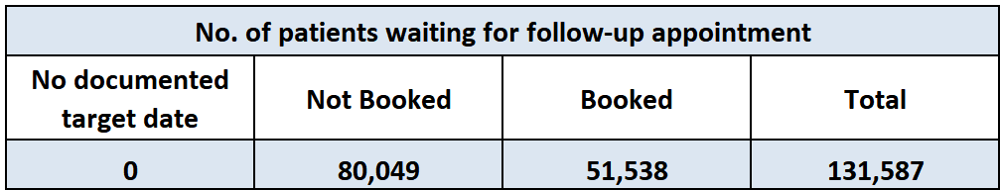 No. of patients waiting for follow-up appointment
No documented
target date
Not Booked
Booked
Total
0
80,049
51,538
131,587